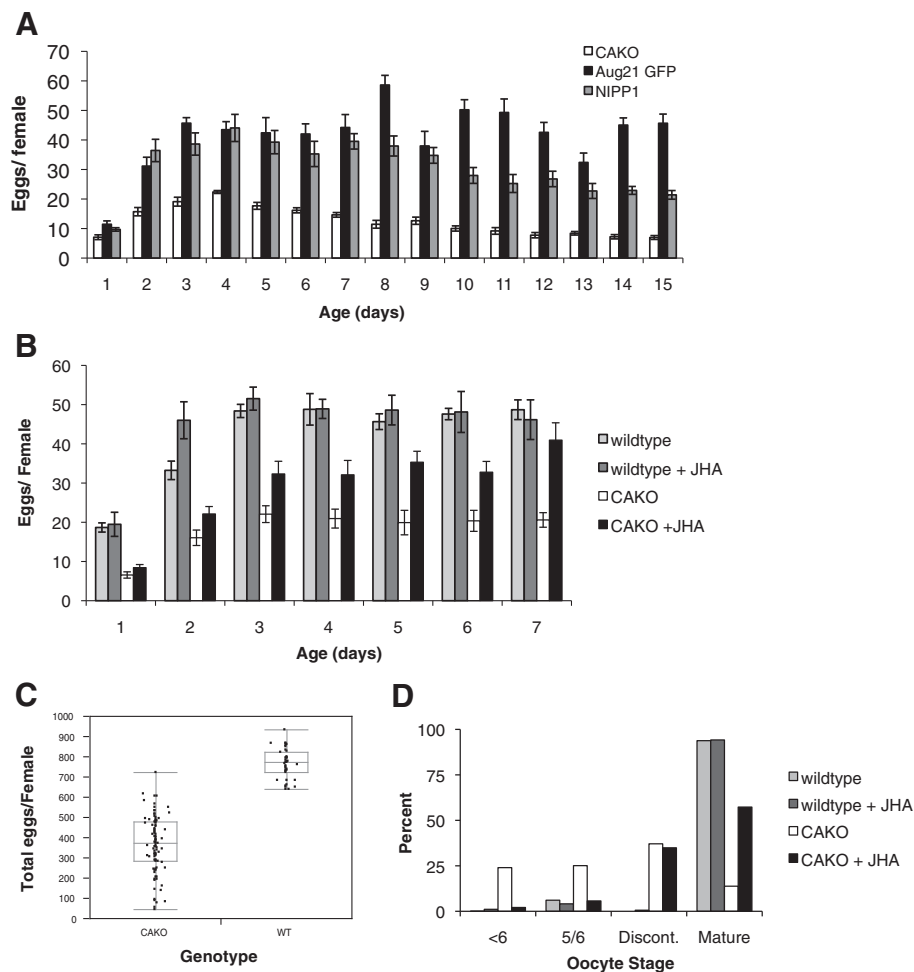 A
70
60
50
40
30
20
10
0
Eggs/ female
CAKO
Aug21 GFP
NIPP1
1 2 3 4 5 6 7 8 9 10 11 12 13 14 15
Age (days)
B
60
50
40
30
20
10
0
Eggs/ Female
wildtype
wildtype + JHA
CAKO
CAKO +JHA
1 2 3 4 5 6 7
Age (days)
C
1000
900
800
700
600
500
400
300
200
100
0
Total eggs/Female
CAKO WT
Genotype
D
100
75
50
25
0
Percent
wildtype
wildtype + JHA
CAKO
CAKO + JHA
<6 5/6 Discont. Mature
Oocyte Stage